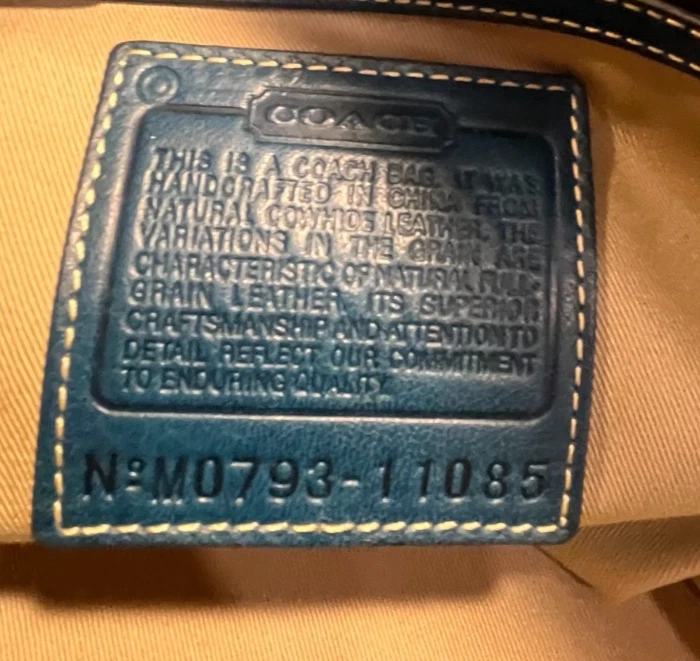 COACH
THIS IS A COACH BAG. IT WAS
HANDCRAFTED IN CHINA FROM
NATURAL COWHIDE LEATHER. THE
VARIATIONS IN THE GRAIN ARE
CHARACTERISTIC OF NATURAL FULL-
GRAIN LEATHER. ITS SUPERIOR
CRAFTSMANSHIP AND ATTENTION TO
DETAIL REFLECT OUR COMMITMENT
TO ENDURING QUALITY.
Nº M0793-11085